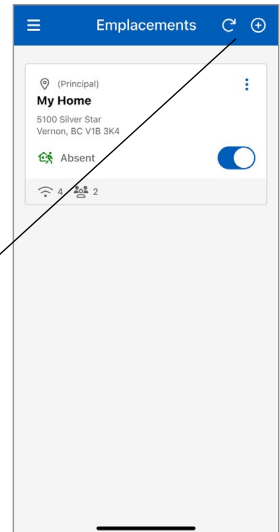 Emplacements
(Principal)
My Home
5100 Silver Star
Vernon, BC V1B 3K4
Absent
4 2